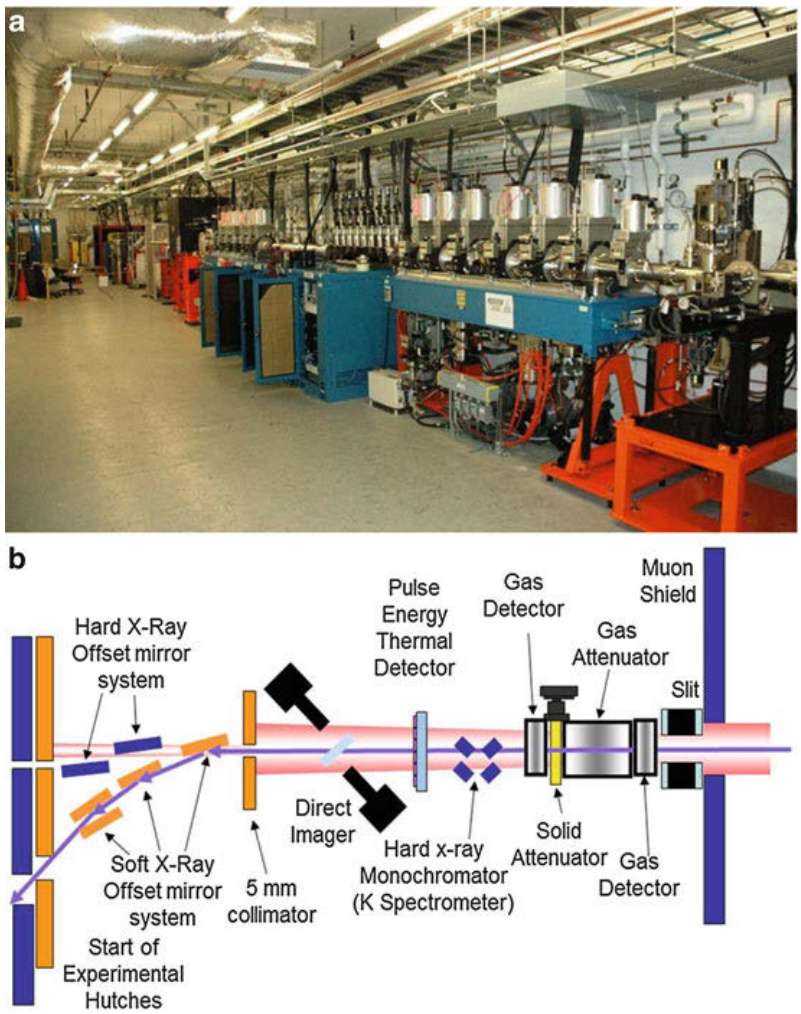 a
b
Hard X-Ray
Offset mirror
system
Pulse
Energy
Thermal
Detector
Gas
Detector
Muon
Shield
Gas
Attenuator
Slit
Direct
Imager
Soft X-Ray
Offset mirror
system
5 mm
collimator
Hard x-ray
Monochromator
(K Spectrometer)
Solid
Attenuator
Gas
Detector
Start of
Experimental
Hutches